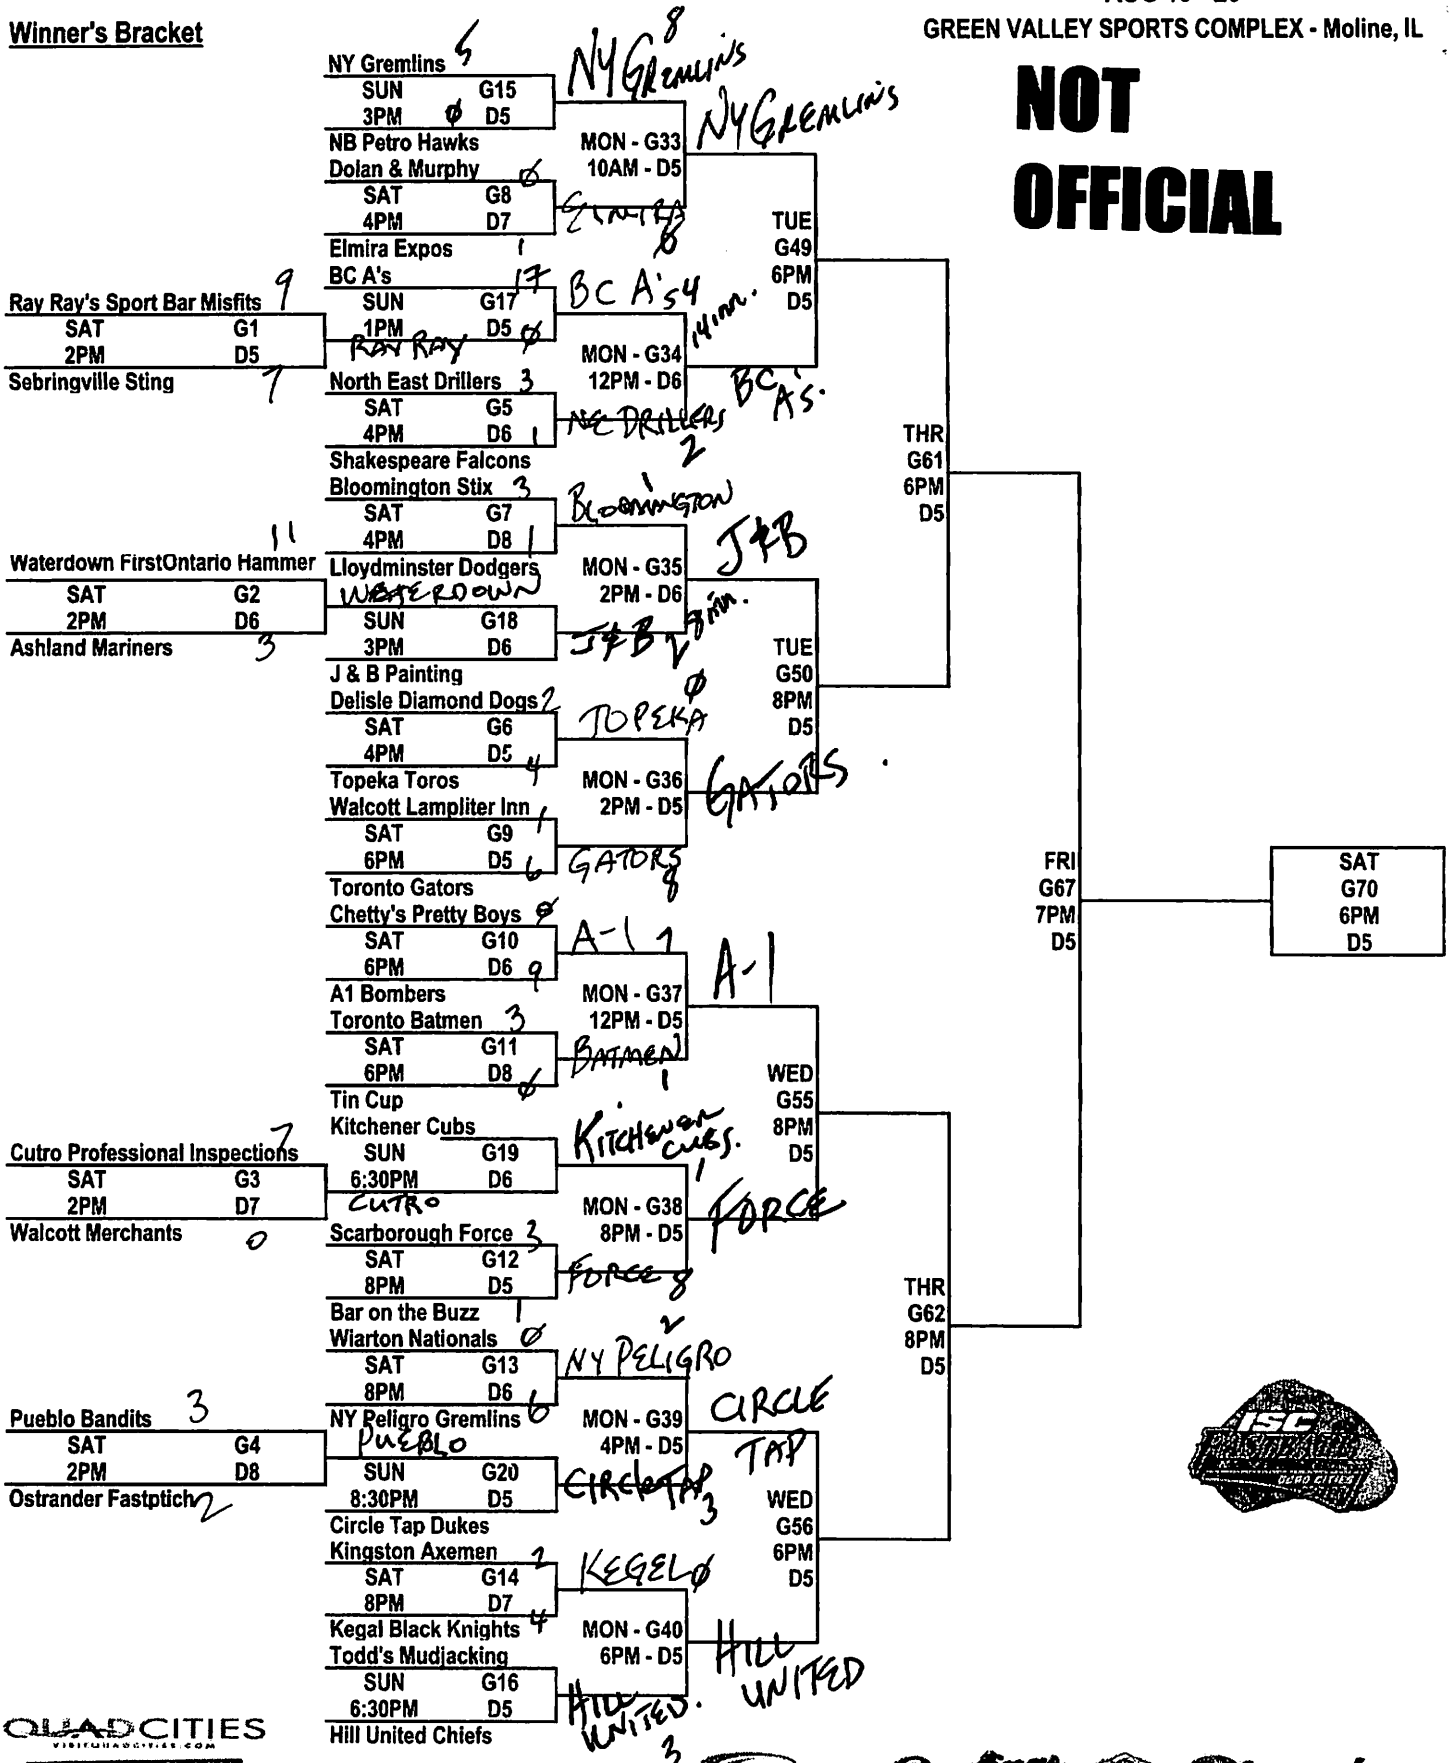 Winner's Bracket
GREEN VALLEY SPORTS COMPLEX - Moline, IL
NOT
OFFICIAL
NY Gremlins 5
SUN G15
3PM 0 D5
NB Petro Hawks
Dolan & Murphy 0
SAT G8
4PM D7
Elmira Expos 1
BC A's 17
SUN G17
1PM D5 0
RAY RAY
North East Drillers 3
SAT G5
4PM D6 1
Shakespeare Falcons
Bloomington Stix 3
SAT G7
4PM D8 1
Lloydminster Dodgers
WATERDOWN
SUN G18
3PM D6
J & B Painting
Delisle Diamond Dogs 2
SAT G6
4PM D5 4
Topeka Toros
Walcott Lampliter Inn 1
SAT G9
6PM D5 6
Toronto Gators
Chetty's Pretty Boys 0
SAT G10
6PM D6 9
A1 Bombers
Toronto Batmen 3
SAT G11
6PM D8 0
Tin Cup
Kitchener Cubs
SUN G19
6:30PM D6
CUTRO
Scarborough Force 3
SAT G12
8PM D5
Bar on the Buzz 1
Wiarton Nationals 0
SAT G13
8PM D6 6
NY Peligro Gremlins
PUEBLO
SUN G20
8:30PM D5
Circle Tap Dukes
Kingston Axemen 2
SAT G14
8PM D7
Kegal Black Knights 4
Todd's Mudjacking
SUN G16
6:30PM D5
Hill United Chiefs
Ray Ray's Sport Bar Misfits 9
SAT G1
2PM D5
Sebringville Sting 7
Waterdown FirstOntario Hammer 11
SAT G2
2PM D6
Ashland Mariners 3
Cutro Professional Inspections 7
SAT G3
2PM D7
Walcott Merchants 0
Pueblo Bandits 3
SAT G4
2PM D8
Ostrander Fastptich 2
NY GREMLINS 8
MON - G33
10AM - D5
ELMIRA
BC A's 4
14 inn.
MON - G34
12PM - D6
NE DRILLERS
2
BLOOMINGTON 1
MON - G35
2PM - D6
8 inn.
J&B 2
TOPEKA 0
MON - G36
2PM - D5
GATORS
8
A-1 7
MON - G37
12PM - D5
BATMEN
1
KITCHENER
CUBS.
1
MON - G38
8PM - D5
FORCE 8
2
NY PELIGRO
MON - G39
4PM - D5
CIRCLE TAP
3
KEGEL 0
MON - G40
6PM - D5
HILL
UNITED.
3
NY GREMLINS
TUE
G49
6PM
D5
BC
A's.
J&B
TUE
G50
8PM
D5
GATORS
A-1
WED
G55
8PM
D5
FORCE
CIRCLE
TAP
WED
G56
6PM
D5
HILL
UNITED
THR
G61
6PM
D5
THR
G62
8PM
D5
FRI
G67
7PM
D5
SAT
G70
6PM
D5
ISC
QUAD CITIES
QUADCITIES
VISITQUADCITIES.COM